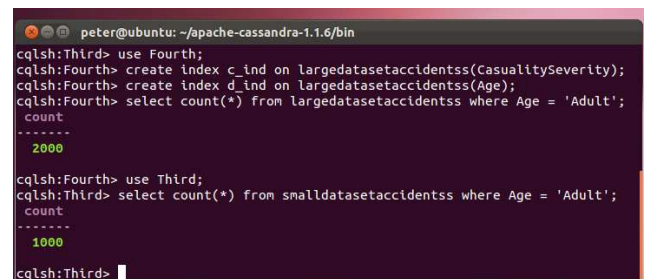 peter@ubuntu: ~/apache-cassandra-1.1.6/bin
cqlsh:Third> use Fourth;
cqlsh:Fourth> create index c_ind on largedatasetaccidentss(CasualitySeverity);
cqlsh:Fourth> create index d_ind on largedatasetaccidentss(Age);
cqlsh:Fourth> select count(*) from largedatasetaccidentss where Age = 'Adult';
count
-------
2000
cqlsh:Fourth> use Third;
cqlsh:Third> select count(*) from smalldatasetaccidentss where Age = 'Adult';
count
-------
1000
cqlsh:Third>